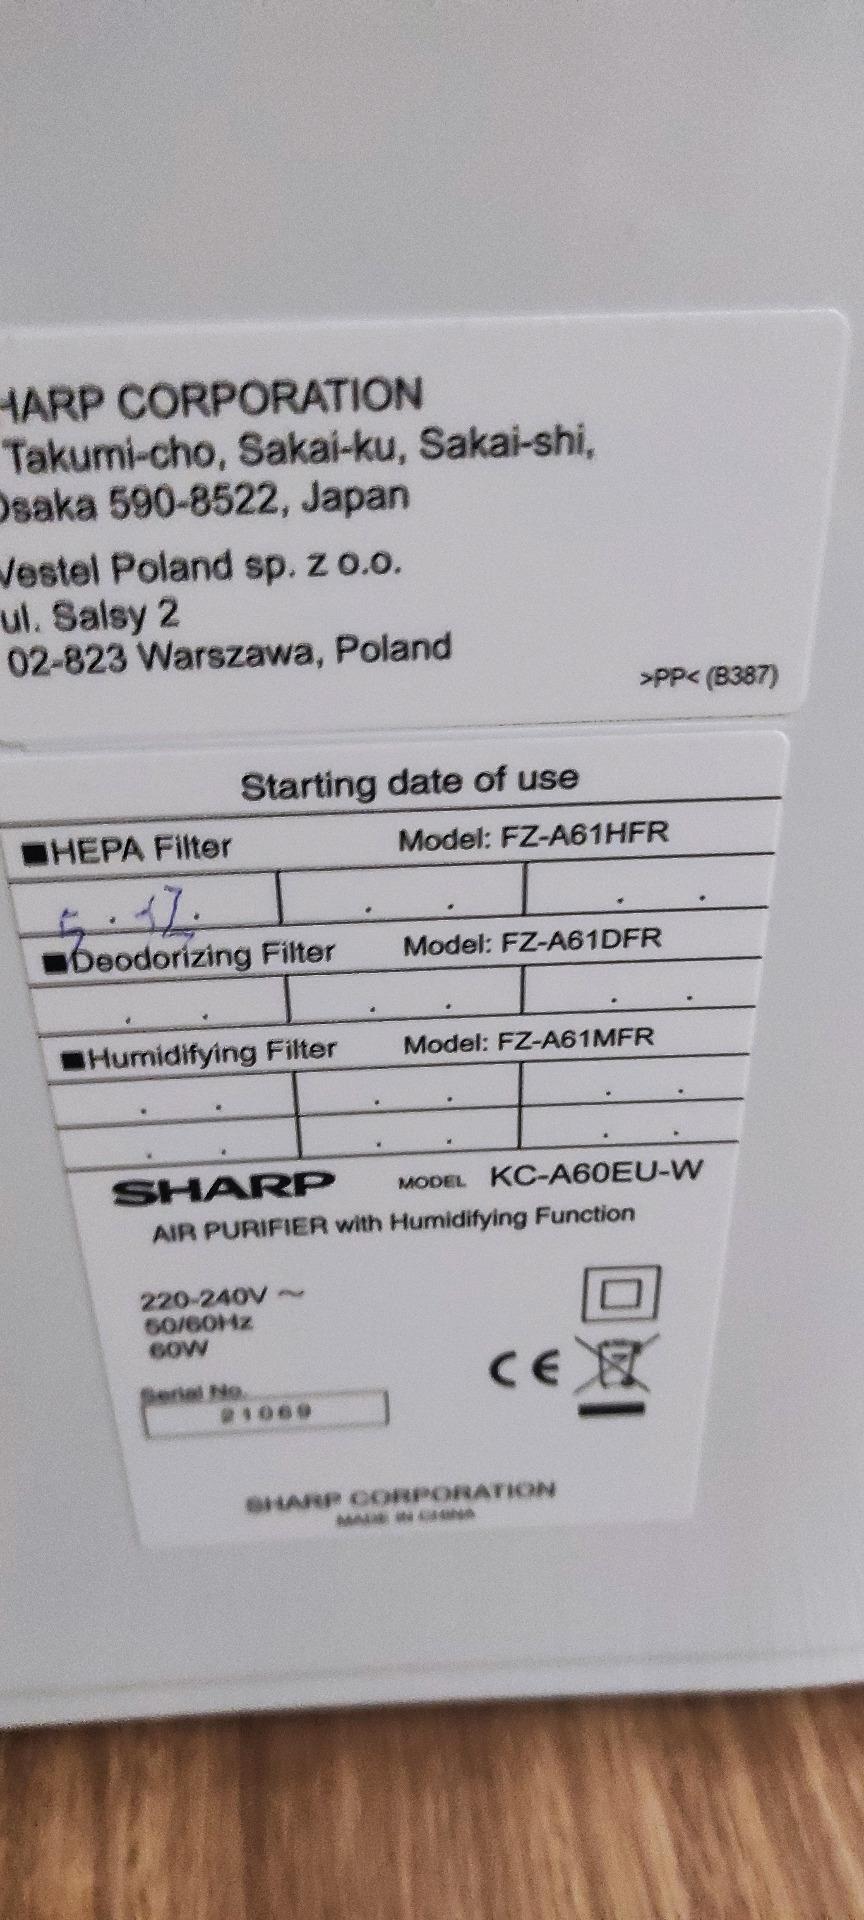 HARP CORPORATION
Takumi-cho, Sakai-ku, Sakai-shi,
Osaka 590-8522, Japan
Vestel Poland sp. z o.o.
ul. Salsy 2
02-823 Warszawa, Poland
>PP< (B387)
Starting date of use
■HEPA Filter Model: FZ-A61HFR
5 . 12 .
. .
. .
■Deodorizing Filter Model: FZ-A61DFR
■Humidifying Filter Model: FZ-A61MFR
SHARP MODEL KC-A60EU-W
AIR PURIFIER with Humidifying Function
220-240V ~
50/60Hz
60W
CE
Serial No.
21069
SHARP CORPORATION
MADE IN CHINA